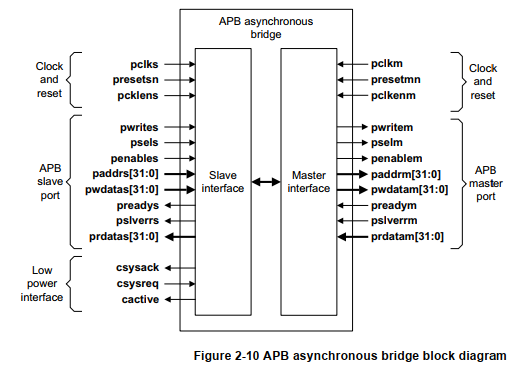 APB asynchronous
bridge
Clock
and
reset
pclks
presetsn
pcklens
APB
slave
port
pwrites
psels
penables
paddrs[31:0]
pwdatas[31:0]
preadys
pslverrs
prdatas[31:0]
Low
power
interface
csysack
csysreq
cactive
Slave
interface
Master
interface
pclkm
presetmn
pclkenm
Clock
and
reset
pwritem
pselm
penablem
paddrm[31:0]
pwdatam[31:0]
preadym
pslverrm
prdatam[31:0]
APB
master
port
Figure 2-10 APB asynchronous bridge block diagram